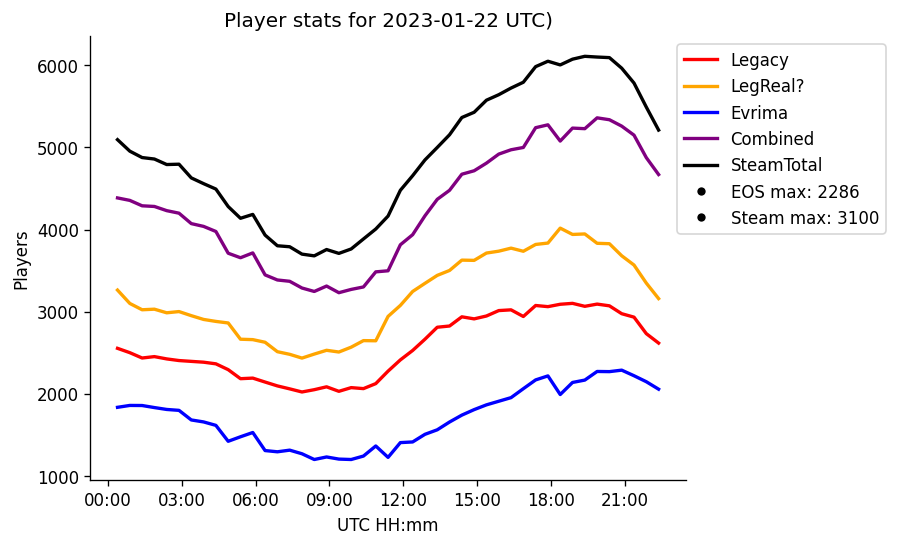 Player stats for 2023-01-22 UTC)
Players
6000
5000
4000
3000
2000
1000
00:00 03:00 06:00 09:00 12:00 15:00 18:00 21:00
UTC HH:mm
Legacy
LegReal?
Evrima
Combined
SteamTotal
EOS max: 2286
Steam max: 3100